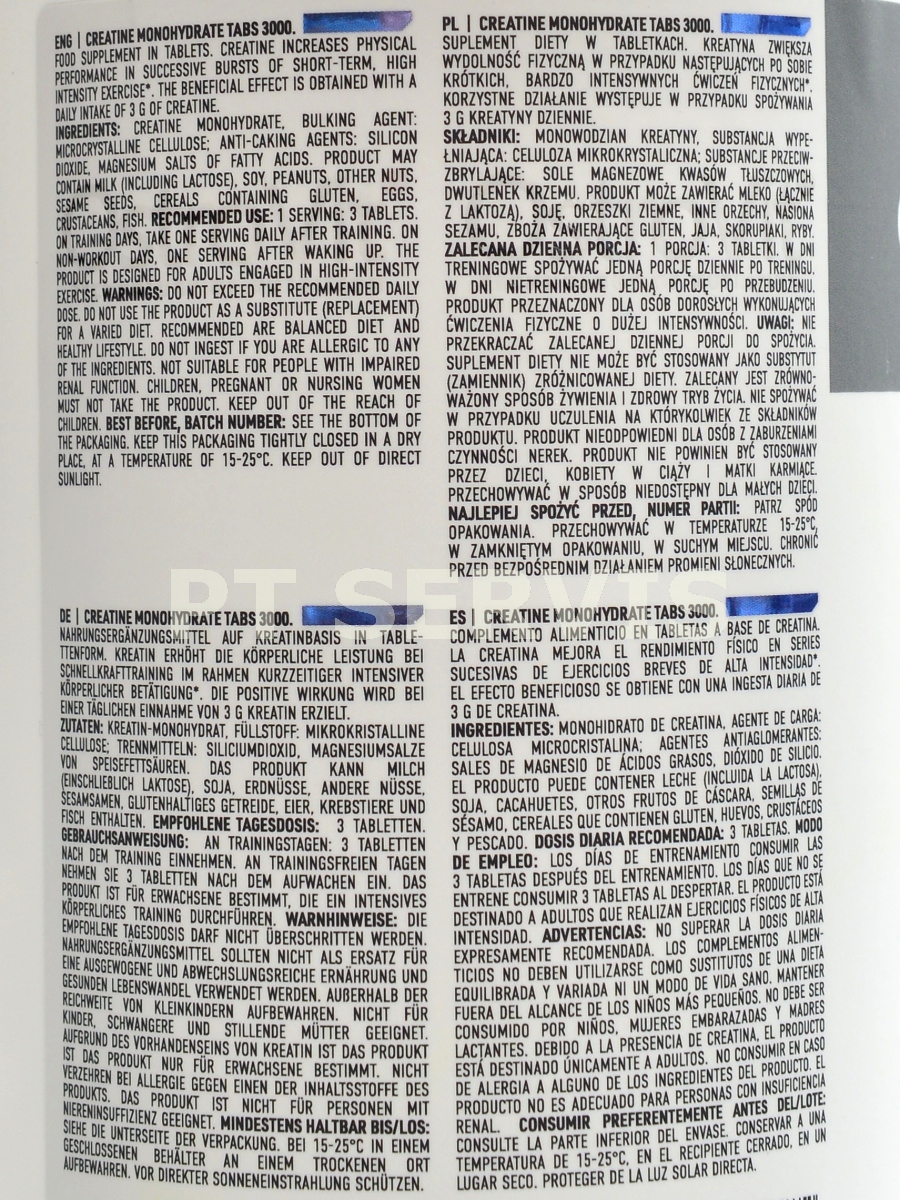 ENG | CREATINE MONOHYDRATE TABS 3000.
FOOD SUPPLEMENT IN TABLETS. CREATINE INCREASES PHYSICAL
PERFORMANCE IN SUCCESSIVE BURSTS OF SHORT-TERM, HIGH
INTENSITY EXERCISE*. THE BENEFICIAL EFFECT IS OBTAINED WITH A
DAILY INTAKE OF 3 G OF CREATINE.
INGREDIENTS: CREATINE MONOHYDRATE, BULKING AGENT:
MICROCRYSTALLINE CELLULOSE; ANTI-CAKING AGENTS: SILICON
DIOXIDE, MAGNESIUM SALTS OF FATTY ACIDS. PRODUCT MAY
CONTAIN MILK (INCLUDING LACTOSE), SOY, PEANUTS, OTHER NUTS,
SESAME SEEDS, CEREALS CONTAINING GLUTEN, EGGS,
CRUSTACEANS, FISH. RECOMMENDED USE: 1 SERVING: 3 TABLETS.
ON TRAINING DAYS, TAKE ONE SERVING DAILY AFTER TRAINING. ON
NON-WORKOUT DAYS, ONE SERVING AFTER WAKING UP. THE
PRODUCT IS DESIGNED FOR ADULTS ENGAGED IN HIGH-INTENSITY
EXERCISE. WARNINGS: DO NOT EXCEED THE RECOMMENDED DAILY
DOSE. DO NOT USE THE PRODUCT AS A SUBSTITUTE (REPLACEMENT)
FOR A VARIED DIET. RECOMMENDED ARE BALANCED DIET AND
HEALTHY LIFESTYLE. DO NOT INGEST IF YOU ARE ALLERGIC TO ANY
OF THE INGREDIENTS. NOT SUITABLE FOR PEOPLE WITH IMPAIRED
RENAL FUNCTION. CHILDREN, PREGNANT OR NURSING WOMEN
MUST NOT TAKE THE PRODUCT. KEEP OUT OF THE REACH OF
CHILDREN. BEST BEFORE, BATCH NUMBER: SEE THE BOTTOM OF
THE PACKAGING. KEEP THIS PACKAGING TIGHTLY CLOSED IN A DRY
PLACE, AT A TEMPERATURE OF 15-25°C. KEEP OUT OF DIRECT
SUNLIGHT.
PL | CREATINE MONOHYDRATE TABS 3000.
SUPLEMENT DIETY W TABLETKACH. KREATYNA ZWIĘKSZA
WYDOLNOŚĆ FIZYCZNĄ W PRZYPADKU NASTĘPUJĄCYCH PO SOBIE
KRÓTKICH, BARDZO INTENSYWNYCH ĆWICZEŃ FIZYCZNYCH*.
KORZYSTNE DZIAŁANIE WYSTĘPUJE W PRZYPADKU SPOŻYWANIA
3 G KREATYNY DZIENNIE.
SKŁADNIKI: MONOWODZIAN KREATYNY, SUBSTANCJA WYPE-
ŁNIAJĄCA: CELULOZA MIKROKRYSTALICZNA; SUBSTANCJE PRZECIW-
ZBRYLAJĄCE: SOLE MAGNEZOWE KWASÓW TŁUSZCZOWYCH,
DWUTLENEK KRZEMU. PRODUKT MOŻE ZAWIERAĆ MLEKO (ŁĄCZNIE
Z LAKTOZĄ), SOJĘ, ORZESZKI ZIEMNE, INNE ORZECHY, NASIONA
SEZAMU, ZBOŻA ZAWIERAJĄCE GLUTEN, JAJA, SKORUPIAKI, RYBY.
ZALECANA DZIENNA PORCJA: 1 PORCJA: 3 TABLETKI. W DNI
TRENINGOWE SPOŻYWAĆ JEDNĄ PORCJĘ DZIENNIE PO TRENINGU.
W DNI NIETRENINGOWE JEDNĄ PORCJĘ PO PRZEBUDZENIU.
PRODUKT PRZEZNACZONY DLA OSÓB DOROSŁYCH WYKONUJĄCYCH
ĆWICZENIA FIZYCZNE O DUŻEJ INTENSYWNOŚCI. UWAGI: NIE
PRZEKRACZAĆ ZALECANEJ DZIENNEJ PORCJI DO SPOŻYCIA.
SUPLEMENT DIETY NIE MOŻE BYĆ STOSOWANY JAKO SUBSTYTUT
(ZAMIENNIK) ZRÓŻNICOWANEJ DIETY. ZALECANY JEST ZRÓWNO-
WAŻONY SPOSÓB ŻYWIENIA I ZDROWY TRYB ŻYCIA. NIE SPOŻYWAĆ
W PRZYPADKU UCZULENIA NA KTÓRYKOLWIEK ZE SKŁADNIKÓW
PRODUKTU. PRODUKT NIEODPOWIEDNI DLA OSÓB Z ZABURZENIAMI
CZYNNOŚCI NEREK. PRODUKT NIE POWINIEN BYĆ STOSOWANY
PRZEZ DZIECI, KOBIETY W CIĄŻY I MATKI KARMIĄCE.
PRZECHOWYWAĆ W SPOSÓB NIEDOSTĘPNY DLA MAŁYCH DZIECI.
NAJLEPIEJ SPOŻYĆ PRZED, NUMER PARTII: PATRZ SPÓD
OPAKOWANIA. PRZECHOWYWAĆ W TEMPERATURZE 15-25°C,
W ZAMKNIĘTYM OPAKOWANIU, W SUCHYM MIEJSCU. CHRONIĆ
PRZED BEZPOŚREDNIM DZIAŁANIEM PROMIENI SŁONECZNYCH.
PT SERVIS
DE | CREATINE MONOHYDRATE TABS 3000.
NAHRUNGSERGÄNZUNGSMITTEL AUF KREATINBASIS IN TABLE-
TTENFORM. KREATIN ERHÖHT DIE KÖRPERLICHE LEISTUNG BEI
SCHNELLKRAFTTRAINING IM RAHMEN KURZZEITIGER INTENSIVER
KÖRPERLICHER BETÄTIGUNG*. DIE POSITIVE WIRKUNG WIRD BEI
EINER TÄGLICHEN EINNAHME VON 3 G KREATIN ERZIELT.
ZUTATEN: KREATIN-MONOHYDRAT, FÜLLSTOFF: MIKROKRISTALLINE
CELLULOSE; TRENNMITTELN: SILICIUMDIOXID, MAGNESIUMSALZE
VON SPEISEFETTSÄUREN. DAS PRODUKT KANN MILCH
(EINSCHLIEBLICH LAKTOSE), SOJA, ERDNÜSSE, ANDERE NÜSSE,
SESAMSAMEN, GLUTENHALTIGES GETREIDE, EIER, KREBSTIERE UND
FISCH ENTHALTEN. EMPFOHLENE TAGESDOSIS: 3 TABLETTEN.
GEBRAUCHSANWEISUNG: AN TRAININGSTAGEN: 3 TABLETTEN
NACH DEM TRAINING EINNEHMEN. AN TRAININGSFREIEN TAGEN
NEHMEN SIE 3 TABLETTEN NACH DEM AUFWACHEN EIN. DAS
PRODUKT IST FÜR ERWACHSENE BESTIMMT, DIE EIN INTENSIVES
KÖRPERLICHES TRAINING DURCHFÜHREN. WARNHINWEISE: DIE
EMPFOHLENE TAGESDOSIS DARF NICHT ÜBERSCHRITTEN WERDEN.
NAHRUNGSERGÄNZUNGSMITTEL SOLLTEN NICHT ALS ERSATZ FÜR
EINE AUSGEWOGENE UND ABWECHSLUNGSREICHE ERNÄHRUNG UND
GESUNDEN LEBENSWANDEL VERWENDET WERDEN. AUßERHALB DER
REICHWEITE VON KLEINKINDERN AUFBEWAHREN. NICHT FÜR
KINDER, SCHWANGERE UND STILLENDE MÜTTER GEEIGNET.
AUFGRUND DES VORHANDENSEINS VON KREATIN IST DAS PRODUKT
IST DAS PRODUKT NUR FÜR ERWACHSENE BESTIMMT. NICHT
VERZEHREN BEI ALLERGIE GEGEN EINEN DER INHALTSSTOFFE DES
PRODUKTS. DAS PRODUKT IST NICHT FÜR PERSONEN MIT
NIERENINSUFFIZIENZ GEEIGNET. MINDESTENS HALTBAR BIS/LOS:
SIEHE DIE UNTERSEITE DER VERPACKUNG. BEI 15-25°C IN EINEM
GESCHLOSSENEN BEHÄLTER AN EINEM TROCKENEN ORT
AUFBEWAHREN. VOR DIREKTER SONNENEINSTRAHLUNG SCHÜTZEN.
ES | CREATINE MONOHYDRATE TABS 3000.
COMPLEMENTO ALIMENTICIO EN TABLETAS A BASE DE CREATINA.
LA CREATINA MEJORA EL RENDIMIENTO FÍSICO EN SERIES
SUCESIVAS DE EJERCICIOS BREVES DE ALTA INTENSIDAD*.
EL EFECTO BENEFICIOSO SE OBTIENE CON UNA INGESTA DIARIA DE
3 G DE CREATINA.
INGREDIENTES: MONOHIDRATO DE CREATINA, AGENTE DE CARGA:
CELULOSA MICROCRISTALINA; AGENTES ANTIAGLOMERANTES:
SALES DE MAGNESIO DE ÁCIDOS GRASOS, DIÓXIDO DE SILICIO.
EL PRODUCTO PUEDE CONTENER LECHE (INCLUIDA LA LACTOSA),
SOJA, CACAHUETES, OTROS FRUTOS DE CÁSCARA, SEMILLAS DE
SÉSAMO, CEREALES QUE CONTIENEN GLUTEN, HUEVOS, CRUSTÁCEOS
Y PESCADO. DOSIS DIARIA RECOMENDADA: 3 TABLETAS. MODO
DE EMPLEO: LOS DÍAS DE ENTRENAMIENTO CONSUMIR LAS
3 TABLETAS DESPUÉS DEL ENTRENAMIENTO. LOS DÍAS QUE NO SE
ENTRENE CONSUMIR 3 TABLETAS AL DESPERTAR. EL PRODUCTO ESTÁ
DESTINADO A ADULTOS QUE REALIZAN EJERCICIOS FÍSICOS DE ALTA
INTENSIDAD. ADVERTENCIAS: NO SUPERAR LA DOSIS DIARIA
EXPRESAMENTE RECOMENDADA. LOS COMPLEMENTOS ALIMEN-
TICIOS NO DEBEN UTILIZARSE COMO SUSTITUTOS DE UNA DIETA
EQUILIBRADA Y VARIADA NI UN MODO DE VIDA SANO. MANTENER
FUERA DEL ALCANCE DE LOS NIÑOS MÁS PEQUEÑOS. NO DEBE SER
CONSUMIDO POR NIÑOS, MUJERES EMBARAZADAS Y MADRES
LACTANTES. DEBIDO A LA PRESENCIA DE CREATINA, EL PRODUCTO
ESTÁ DESTINADO ÚNICAMENTE A ADULTOS. NO CONSUMIR EN CASO
DE ALERGIA A ALGUNO DE LOS INGREDIENTES DEL PRODUCTO. EL
PRODUCTO NO ES ADECUADO PARA PERSONAS CON INSUFICIENCIA
RENAL. CONSUMIR PREFERENTEMENTE ANTES DEL/LOTE:
CONSULTE LA PARTE INFERIOR DEL ENVASE. CONSERVAR A UNA
TEMPERATURA DE 15-25°C, EN EL RECIPIENTE CERRADO, EN UN
LUGAR SECO. PROTEGER DE LA LUZ SOLAR DIRECTA.